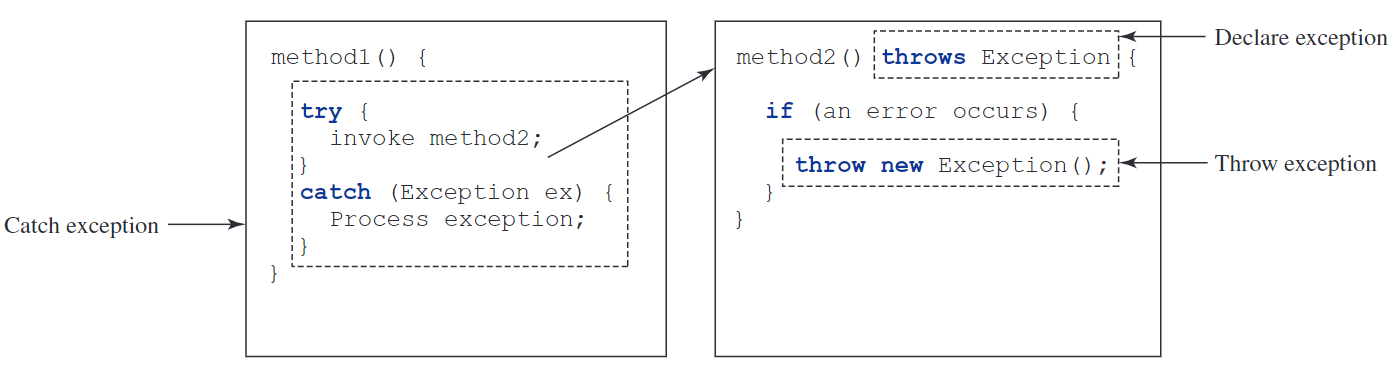 method1() {
try {
invoke method2;
}
catch (Exception ex) {
Process exception;
}
}
Catch exception
method2() throws Exception {
if (an error occurs) {
throw new Exception();
}
}
Declare exception
Throw exception